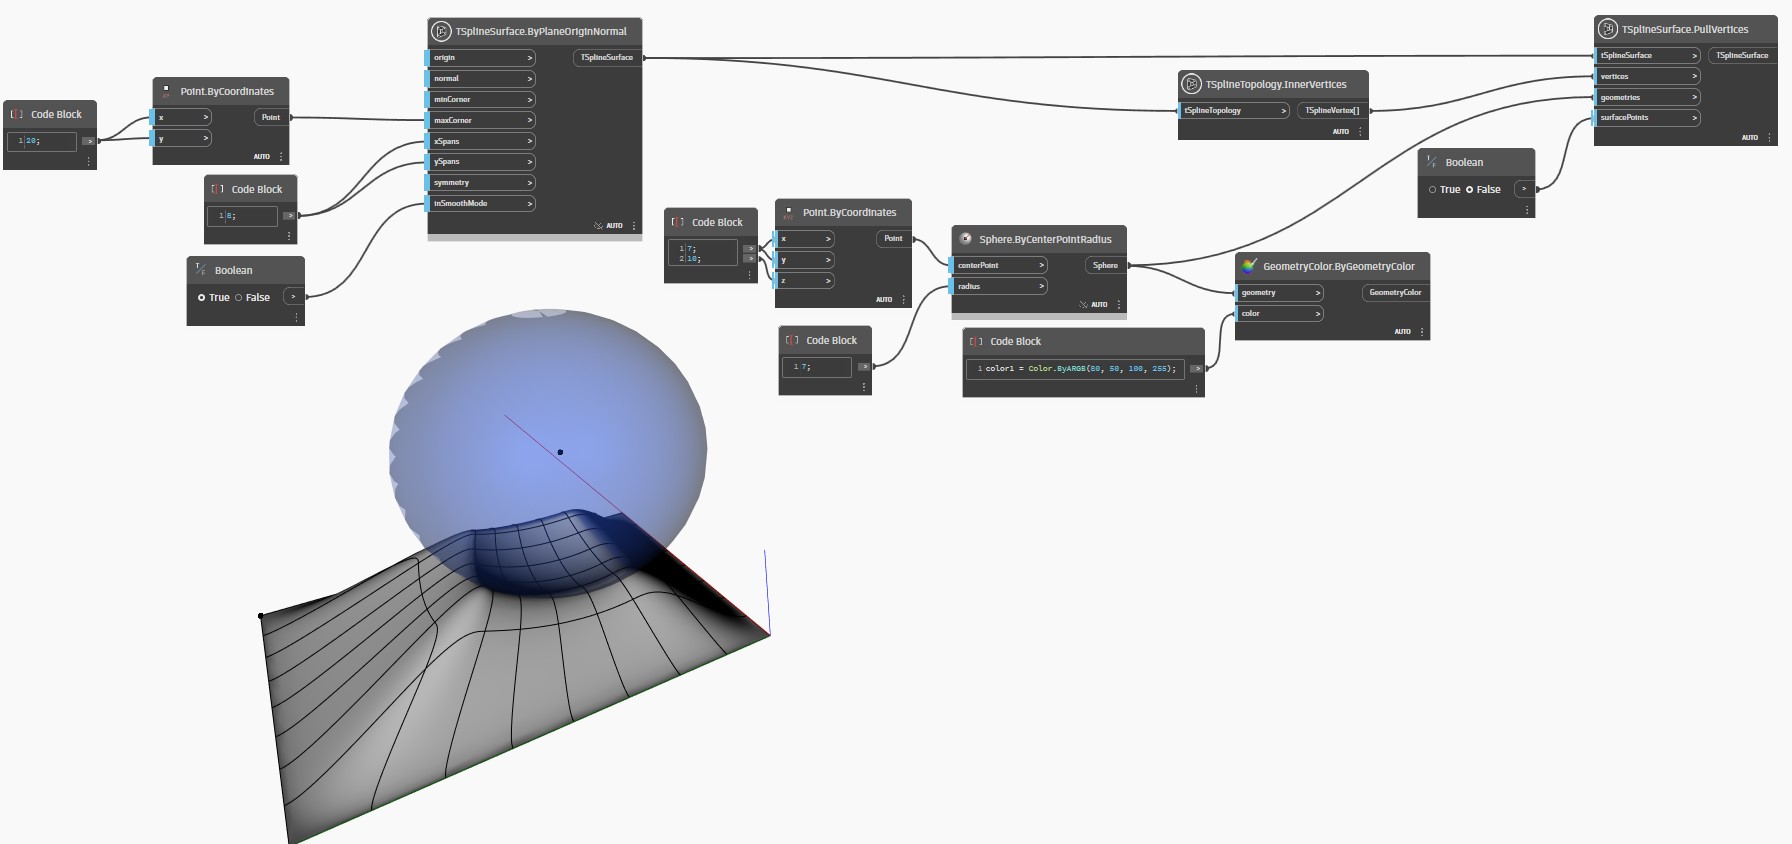 Code Block
1 20;
>
Point.ByCoordinates
x >
y >
Point
AUTO
Code Block
1 8;
>
Boolean
True False
>
TSplineSurface.ByPlaneOriginNormal
origin >
TSplineSurface
normal >
minCorner >
maxCorner >
xSpans >
ySpans >
symmetry >
inSmoothMode >
AUTO
Code Block
1 7;
2 10;
>
>
Point.ByCoordinates
x >
Point
y >
z >
AUTO
Code Block
1 7;
>
Sphere.ByCenterPointRadius
centerPoint >
Sphere
radius >
AUTO
Code Block
1 color1 = Color.ByARGB(80, 50, 100, 255);
>
GeometryColor.ByGeometryColor
geometry >
GeometryColor
color >
AUTO
TSplineTopology.InnerVertices
tSplineTopology >
TSplineVertex[]
AUTO
Boolean
True False
>
TSplineSurface.PullVertices
tSplineSurface >
TSplineSurface
vertices >
geometries >
surfacePoints >
AUTO